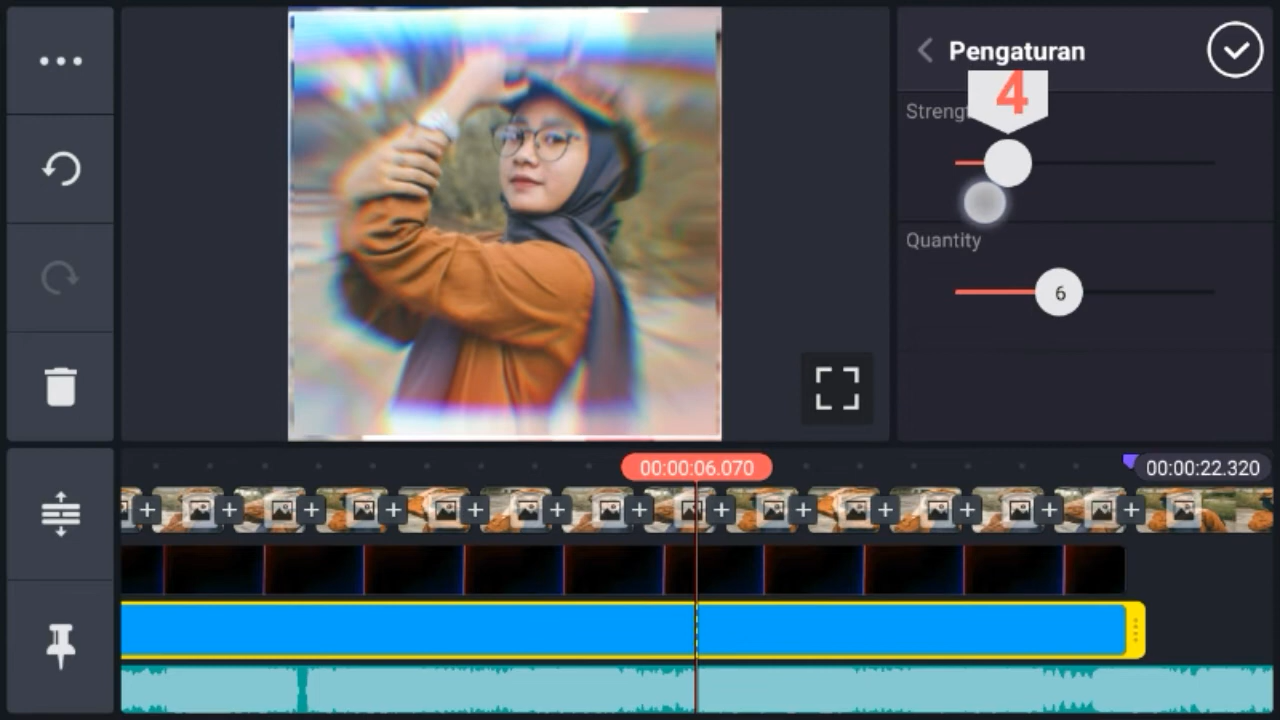 Pengaturan
Streng
4
Quantity
6
00:00:06.070
00:00:22.320